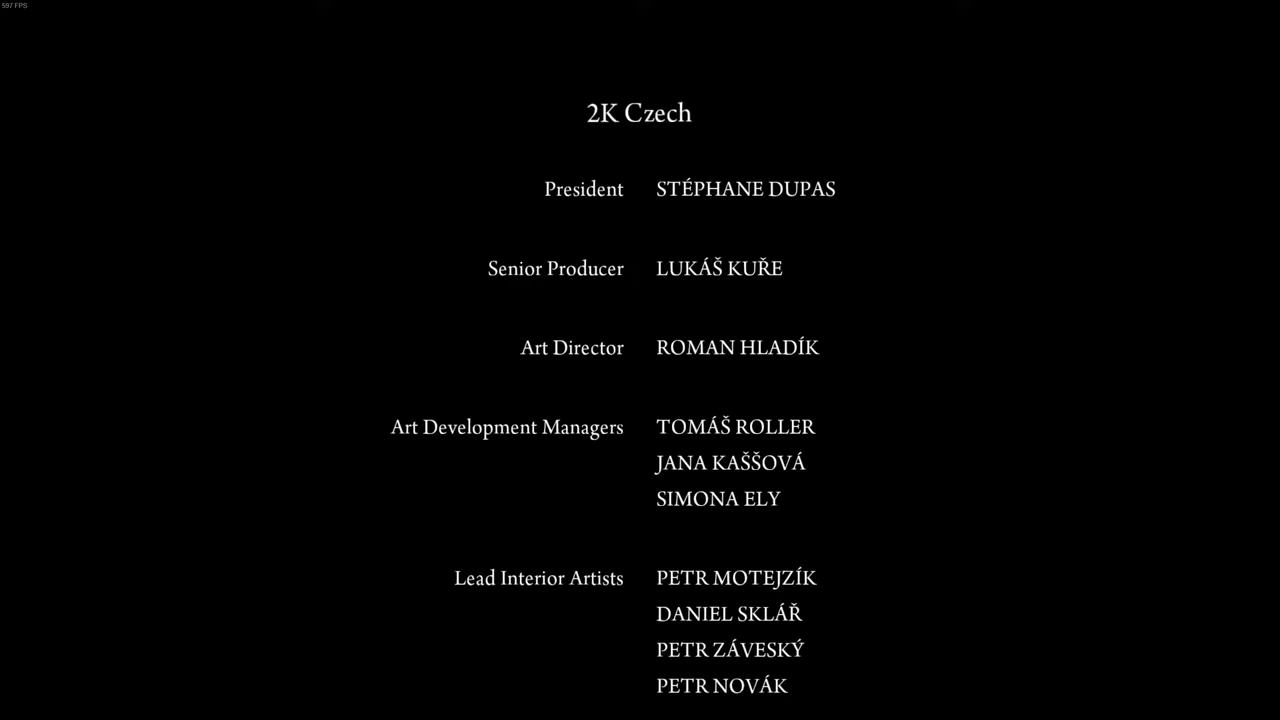 597 FPS
2K Czech
President STÉPHANE DUPAS
Senior Producer LUKÁŠ KUŘE
Art Director ROMAN HLADÍK
Art Development Managers TOMÁŠ ROLLER
JANA KAŠŠOVÁ
SIMONA ELY
Lead Interior Artists PETR MOTEJZÍK
DANIEL SKLÁŘ
PETR ZÁVESKÝ
PETR NOVÁK